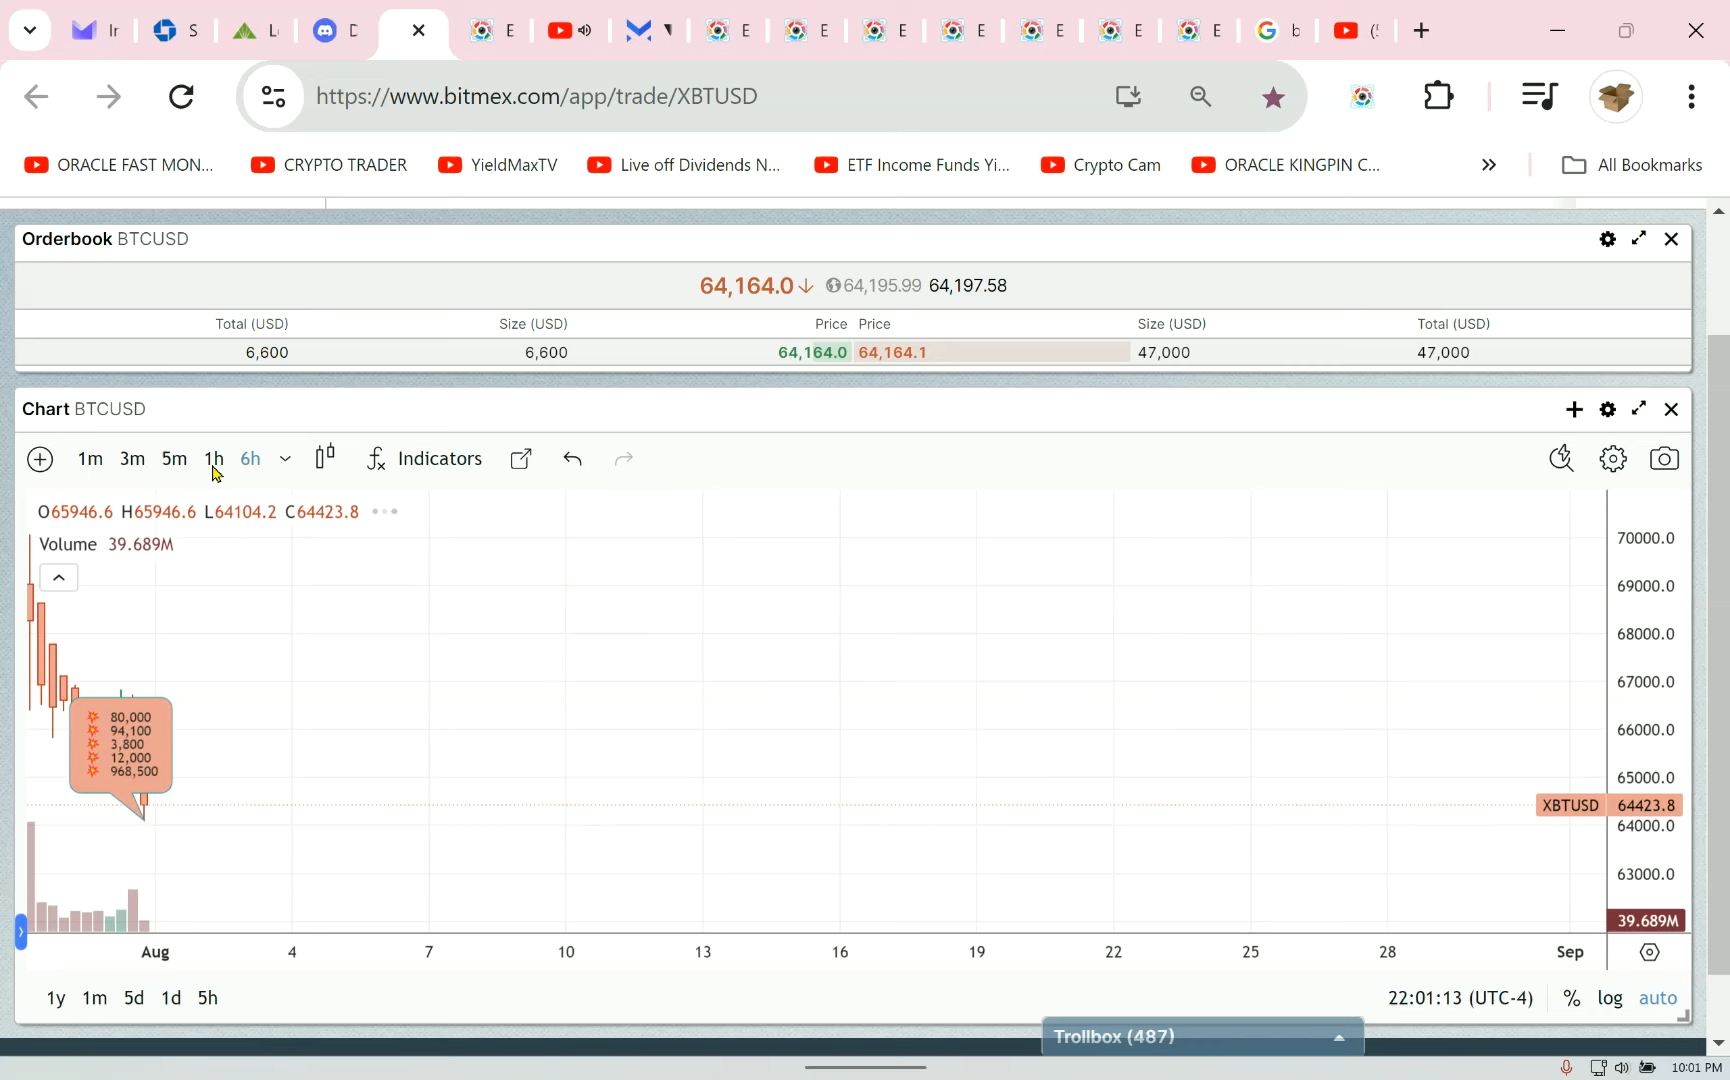 Ir S L D E E E E E E E E b (5
https://www.bitmex.com/app/trade/XBTUSD
ORACLE FAST MON... CRYPTO TRADER YieldMaxTV Live off Dividends N... ETF Income Funds Yi... Crypto Cam ORACLE KINGPIN C... » All Bookmarks
Orderbook BTCUSD
64,164.0↓ 64,195.99 64,197.58
Total (USD) Size (USD) Price Price Size (USD) Total (USD)
6,600 6,600 64,164.0 64,164.1 47,000 47,000
Chart BTCUSD
1m 3m 5m 1h 6h fx Indicators
O65946.6 H65946.6 L64104.2 C64423.8
Volume 39.689M
70000.0
69000.0
68000.0
67000.0
66000.0
65000.0
80,000
94,100
3,800
12,000
968,500
XBTUSD 64423.8
64000.0
63000.0
39.689M
Aug 4 7 10 13 16 19 22 25 28 Sep
1y 1m 5d 1d 5h 22:01:13 (UTC-4) % log auto
Trollbox (487)
10:01 PM